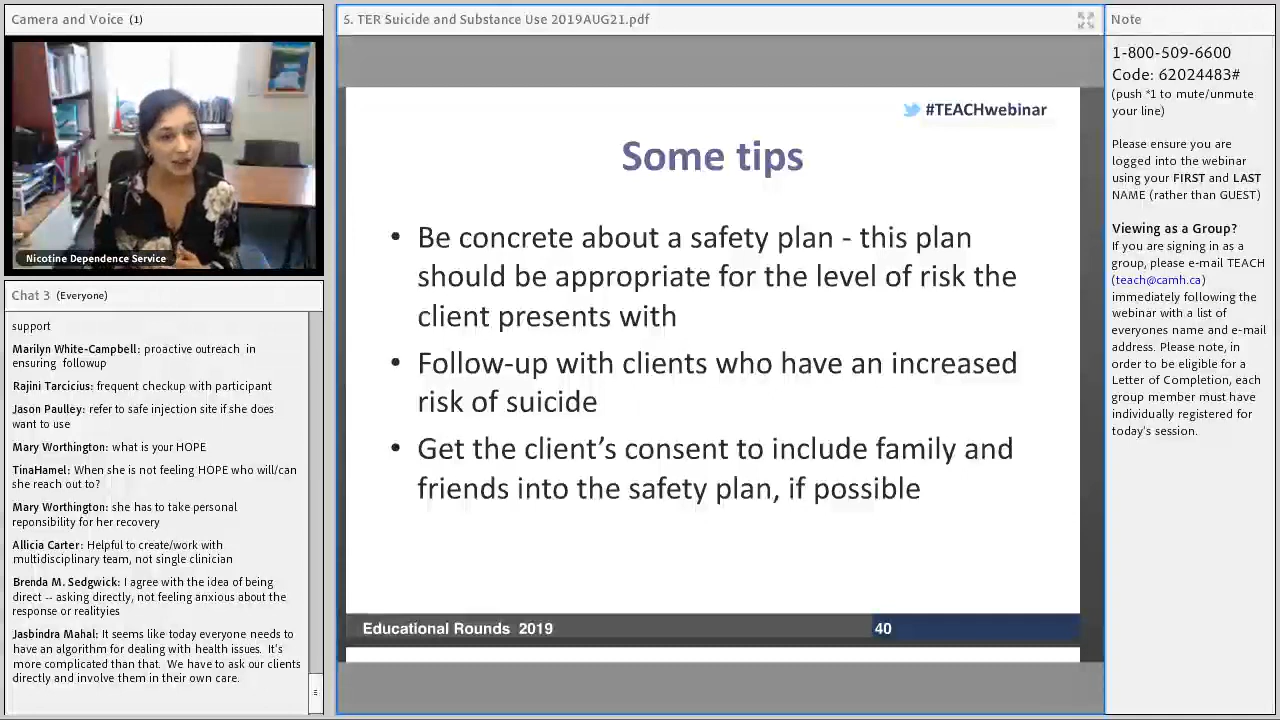 Camera and Voice (1)
Nicotine Dependence Service
Chat 3 (Everyone)
support
Marilyn White-Campbell: proactive outreach in
ensuring followup
Rajini Tarcicius: frequent checkup with participant
Jason Paulley: refer to safe injection site if she does
want to use
Mary Worthington: what is your HOPE
TinaHamel: When she is not feeling HOPE who will/can
she reach out to?
Mary Worthington: she has to take personal
reponsibility for her recovery
Allicia Carter: Helpful to create/work with
multidisciplinary team, not single clinician
Brenda M. Sedgwick: I agree with the idea of being
direct -- asking directly, not feeling anxious about the
response or realityies
Jasbindra Mahal: It seems like today everyone needs to
have an algorithm for dealing with health issues. It's
more complicated than that. We have to ask our clients
directly and involve them in their own care.
5. TER Suicide and Substance Use 2019AUG21.pdf
#TEACHwebinar
Some tips
• Be concrete about a safety plan - this plan
should be appropriate for the level of risk the
client presents with
• Follow-up with clients who have an increased
risk of suicide
• Get the client’s consent to include family and
friends into the safety plan, if possible
Educational Rounds 2019
40
Note
1-800-509-6600
Code: 62024483#
(push *1 to mute/unmute
your line)
Please ensure you are
logged into the webinar
using your FIRST and LAST
NAME (rather than GUEST)
Viewing as a Group?
If you are signing in as a
group, please e-mail TEACH
(teach@camh.ca)
immediately following the
webinar with a list of
everyones name and e-mail
address. Please note, in
order to be eligible for a
Letter of Completion, each
group member must have
individually registered for
today's session.